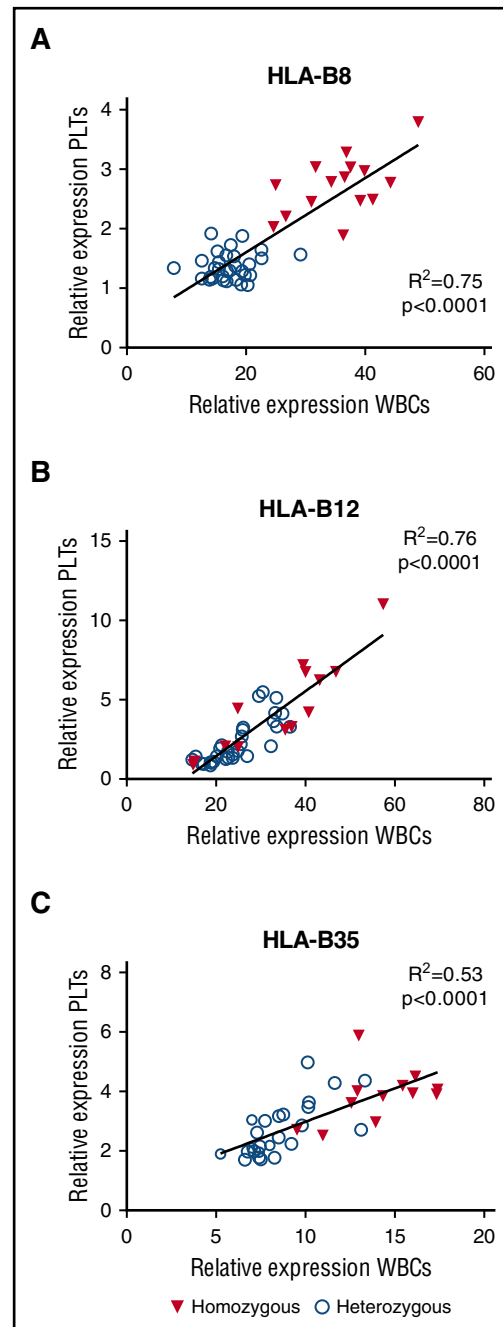 A
HLA-B8
Relative expression PLTs
4
3
2
1
0
R2=0.75
p<0.0001
0 20 40 60
Relative expression WBCs
B
HLA-B12
Relative expression PLTs
15
10
5
0
R2=0.76
p<0.0001
0 20 40 60 80
Relative expression WBCs
C
HLA-B35
Relative expression PLTs
8
6
4
2
0
R2=0.53
p<0.0001
0 5 10 15 20
Relative expression WBCs
Homozygous Heterozygous